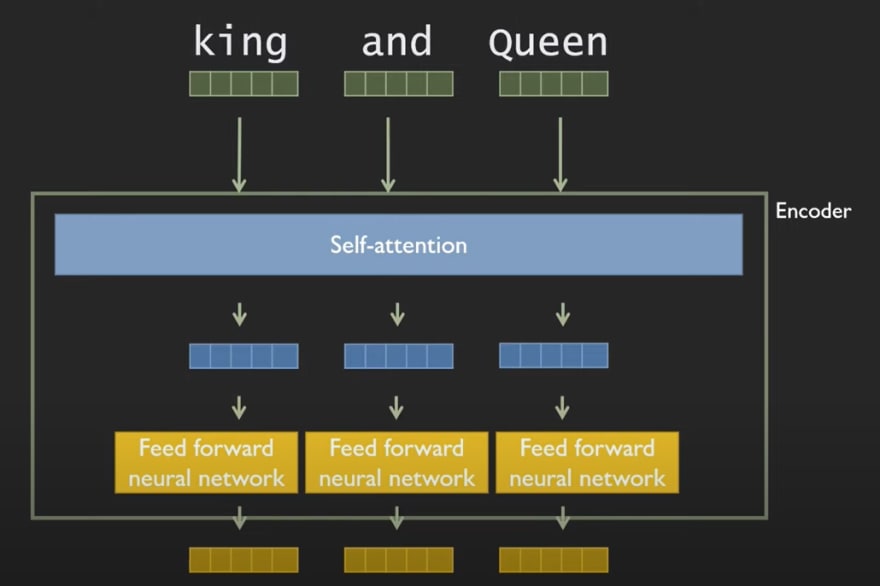 king and Queen
Encoder
Self-attention
Feed forward Feed forward Feed forward
neural network neural network neural network